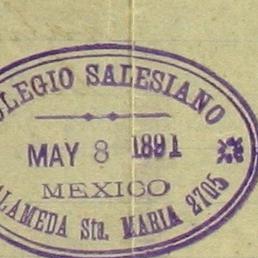 COLEGIO SALESIANO
MAY 8 1891
MEXICO
ALAMEDA Sta. MARIA 2705